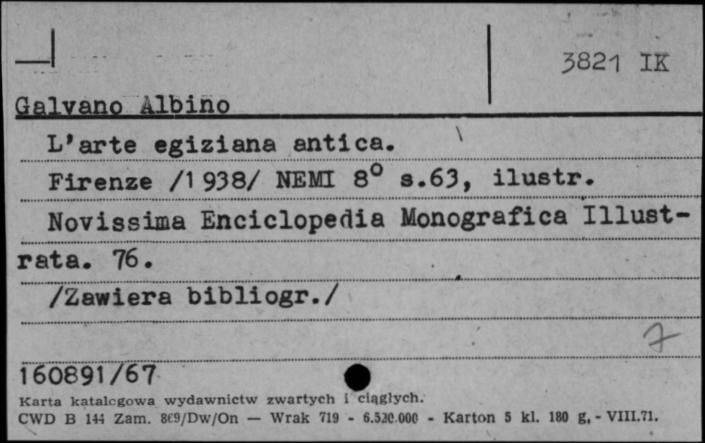 3821 IK
Galvano Albino
L'arte egiziana antica.
Firenze /1938/ NEMI 8° s.63, ilustr.
Novissima Enciclopedia Monografica Illust-
rata. 76.
/Zawiera bibliogr./
7
160891/67
Karta katalogowa wydawnictw zwartych i ciągłych.
CWD B 144 Zam. 869/Dw/On — Wrak 719 - 6.520.000 - Karton 5 kl. 180 g, - VIII.71.